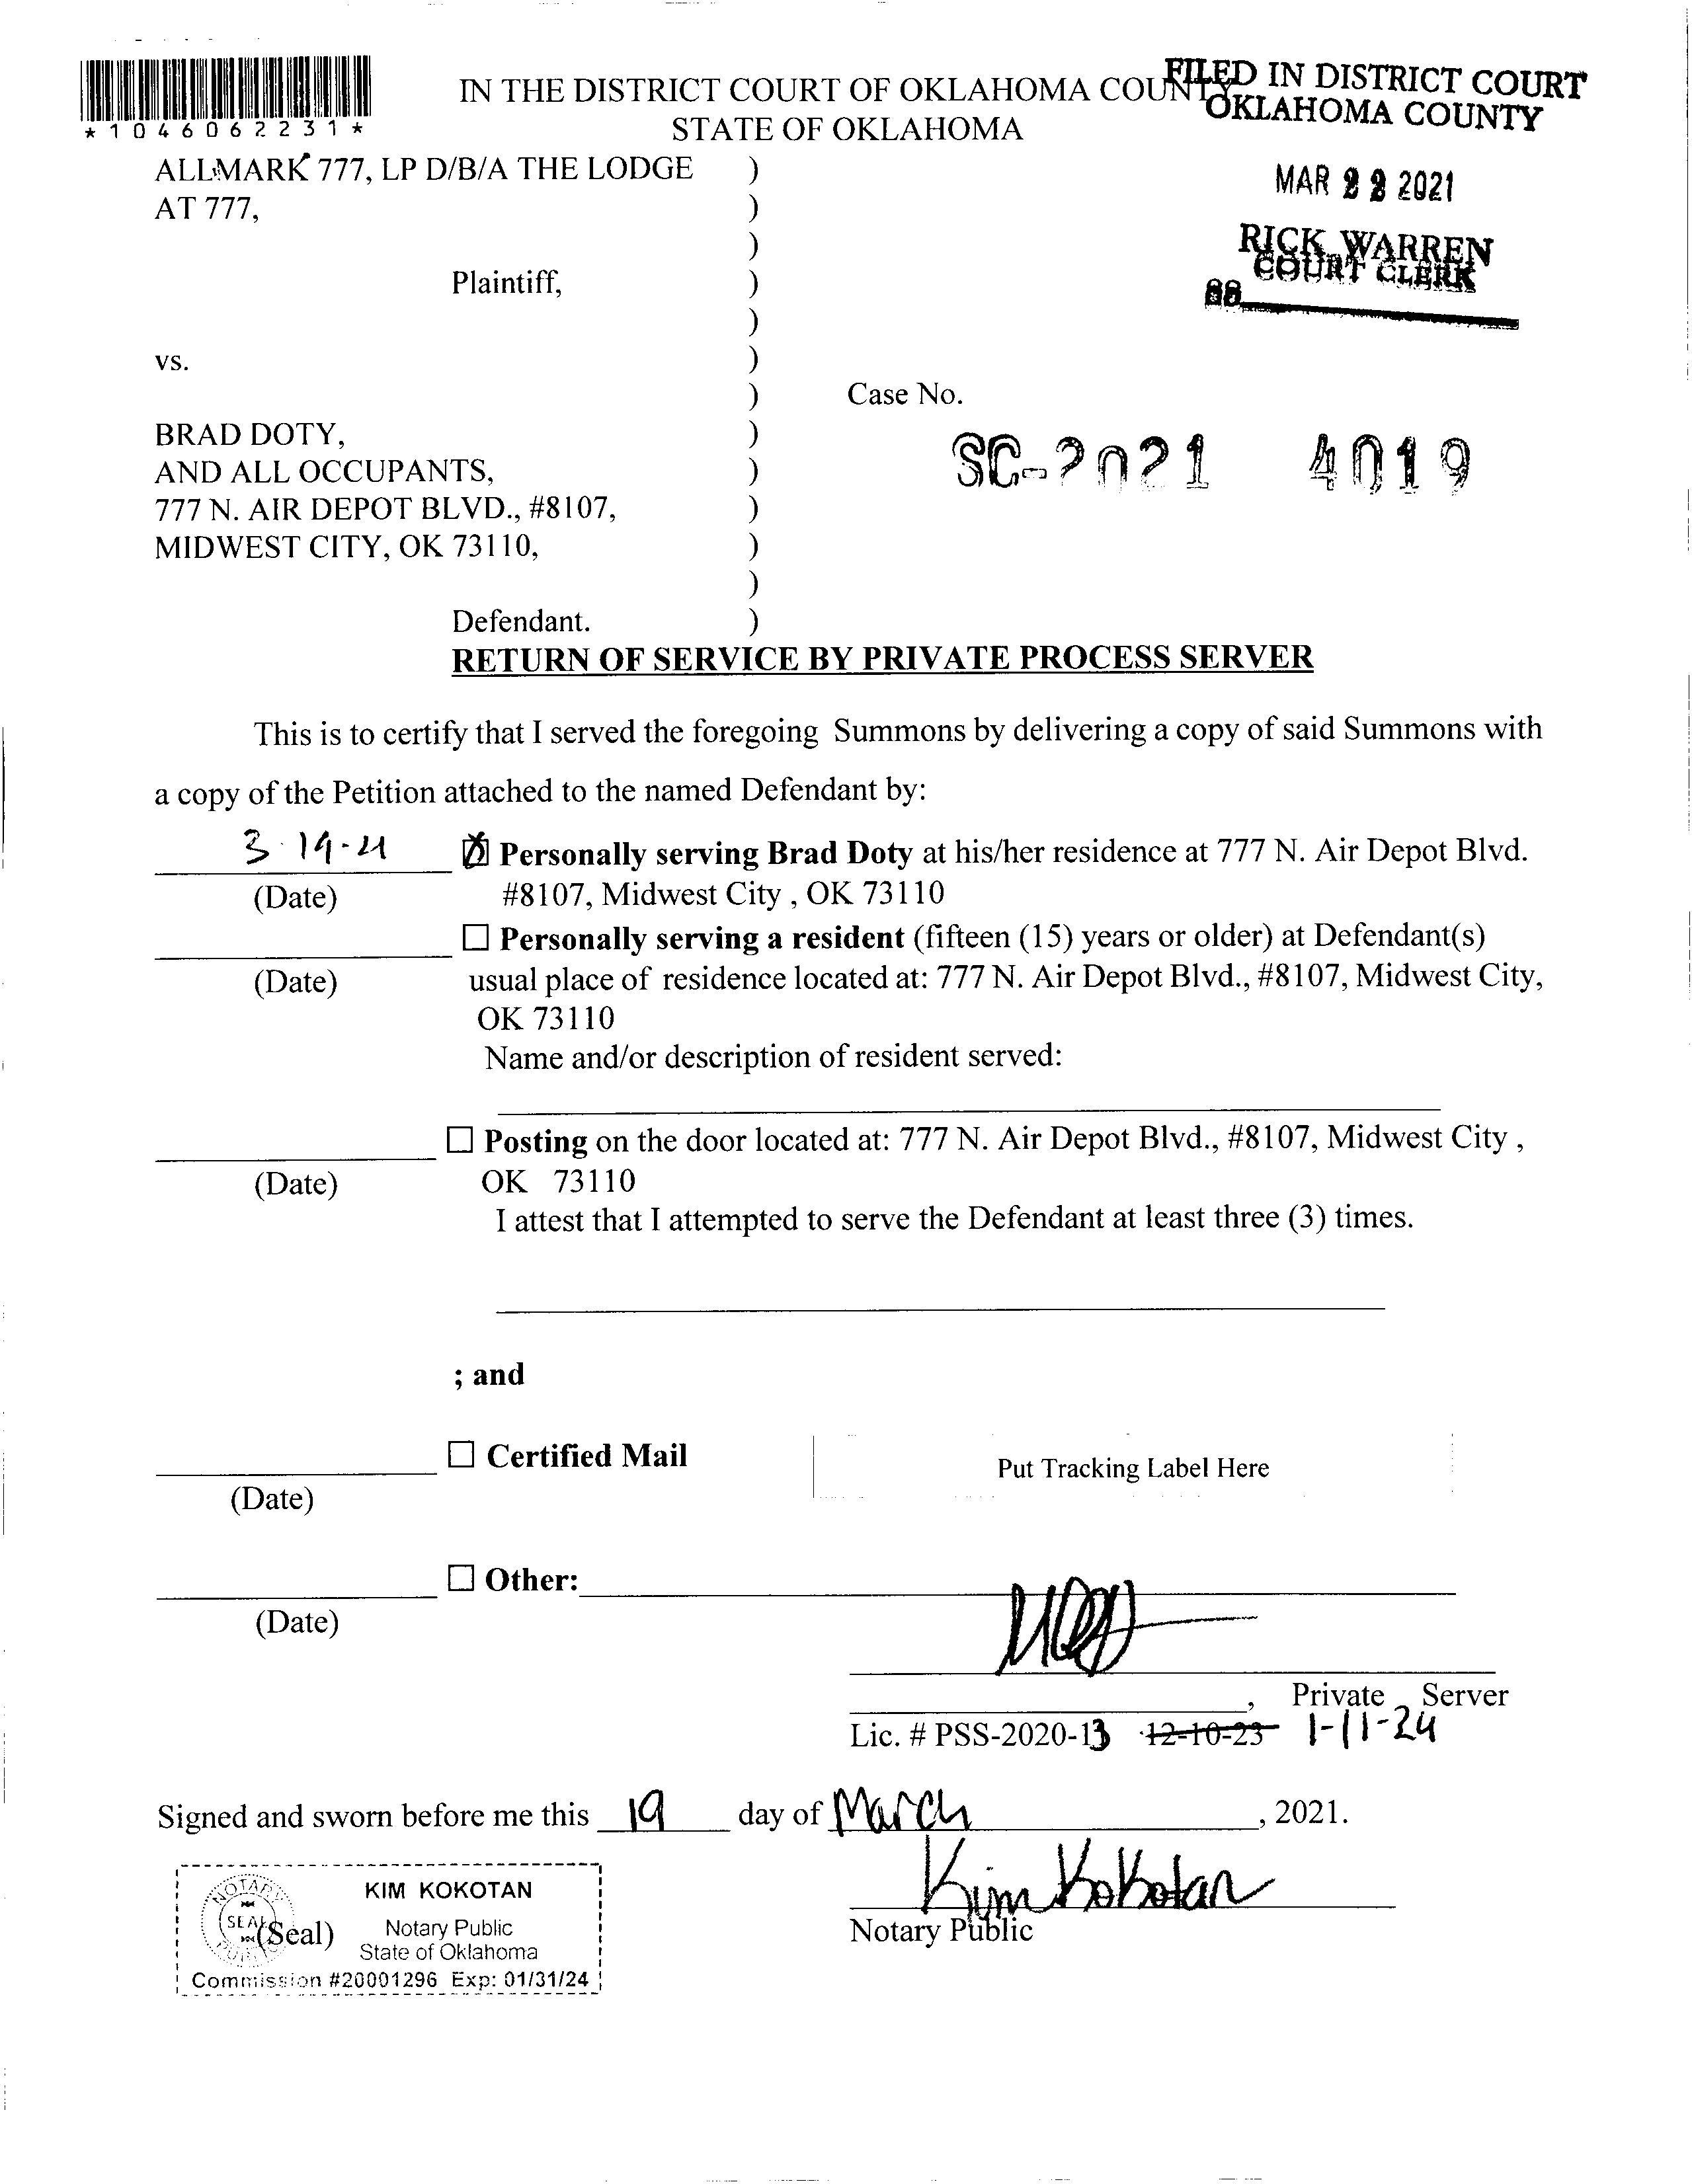 IN THE DISTRICT COURT OF OKLAHOMA COUNTY
STATE OF OKLAHOMA
FILED IN DISTRICT COURT
OKLAHOMA COUNTY
*1046062231*
MAR 22 2021
RICK WARREN
COURT CLERK
ALLMARK 777, LP D/B/A THE LODGE )
AT 777, )
)
Plaintiff, )
)
vs. )
) Case No.
BRAD DOTY, )
SC-2021 4019
AND ALL OCCUPANTS, )
777 N. AIR DEPOT BLVD., #8107, )
MIDWEST CITY, OK 73110, )
)
Defendant. )
RETURN OF SERVICE BY PRIVATE PROCESS SERVER
This is to certify that I served the foregoing Summons by delivering a copy of said Summons with
a copy of the Petition attached to the named Defendant by:
3-19-21 ☒ Personally serving Brad Doty at his/her residence at 777 N. Air Depot Blvd.
(Date) #8107, Midwest City , OK 73110
☐ Personally serving a resident (fifteen (15) years or older) at Defendant(s)
(Date) usual place of residence located at: 777 N. Air Depot Blvd., #8107, Midwest City,
OK 73110
Name and/or description of resident served:
☐ Posting on the door located at: 777 N. Air Depot Blvd., #8107, Midwest City ,
(Date) OK 73110
I attest that I attempted to serve the Defendant at least three (3) times.
; and
☐ Certified Mail Put Tracking Label Here
(Date)
☐ Other:
(Date)
, Private Server
Lic. # PSS-2020-13 12-10-23 1-11-24
Signed and sworn before me this 19 day of March, 2021.
Kim Kokotan
Notary Public
NOTARY
SEAL
PUBLIC
(Seal)
KIM KOKOTAN
Notary Public
State of Oklahoma
Commission #20001296 Exp: 01/31/24